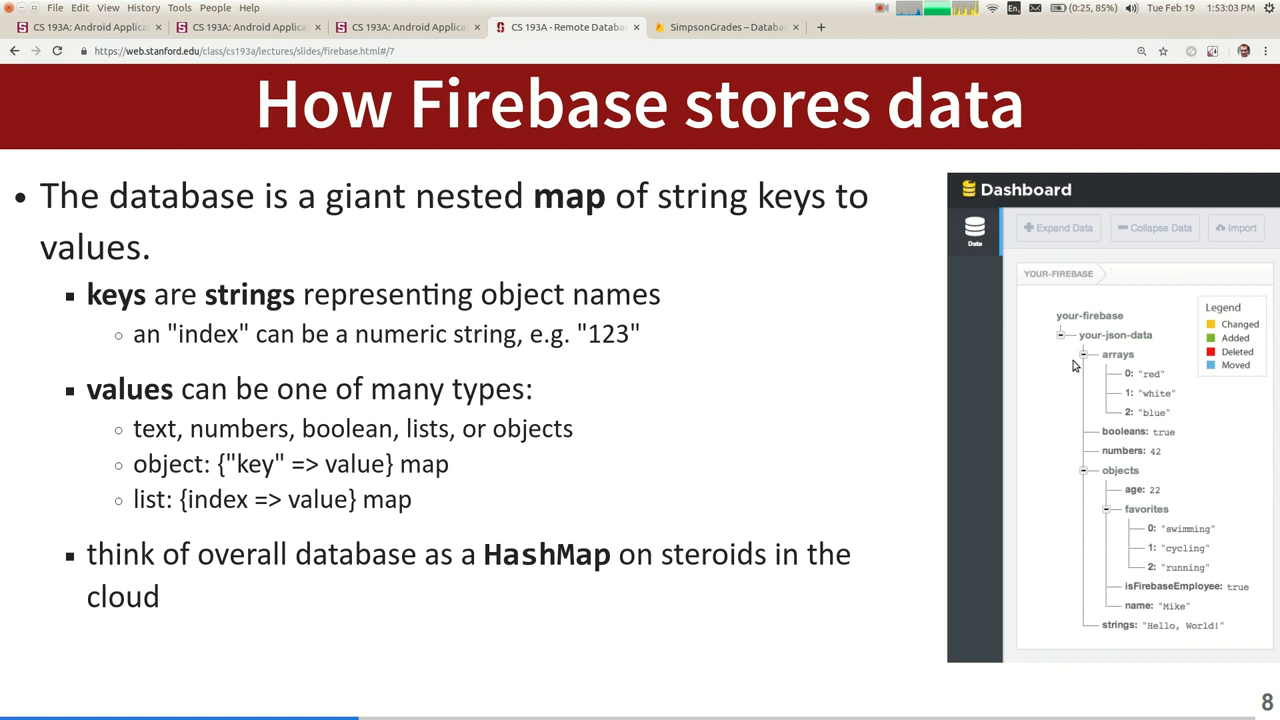 File Edit View History Tools People Help
En
(0:25, 85%)
Tue Feb 19
1:53:03 PM
CS 193A: Android Applica
CS 193A: Android Applica
CS 193A: Android Applica
CS 193A - Remote Databa
SimpsonGrades – Databa
https://web.stanford.edu/class/cs193a/lectures/slides/firebase.html#/7
How Firebase stores data
• The database is a giant nested map of string keys to
values.
▪ keys are strings representing object names
◦ an "index" can be a numeric string, e.g. "123"
▪ values can be one of many types:
◦ text, numbers, boolean, lists, or objects
◦ object: {"key" => value} map
◦ list: {index => value} map
▪ think of overall database as a HashMap on steroids in the
cloud
Dashboard
Data
Expand Data
Collapse Data
Import
YOUR-FIREBASE
Legend
Changed
Added
Deleted
Moved
your-firebase
your-json-data
arrays
0: "red"
1: "white"
2: "blue"
booleans: true
numbers: 42
objects
age: 22
favorites
0: "swimming"
1: "cycling"
2: "running"
isFirebaseEmployee: true
name: "Mike"
strings: "Hello, World!"
8